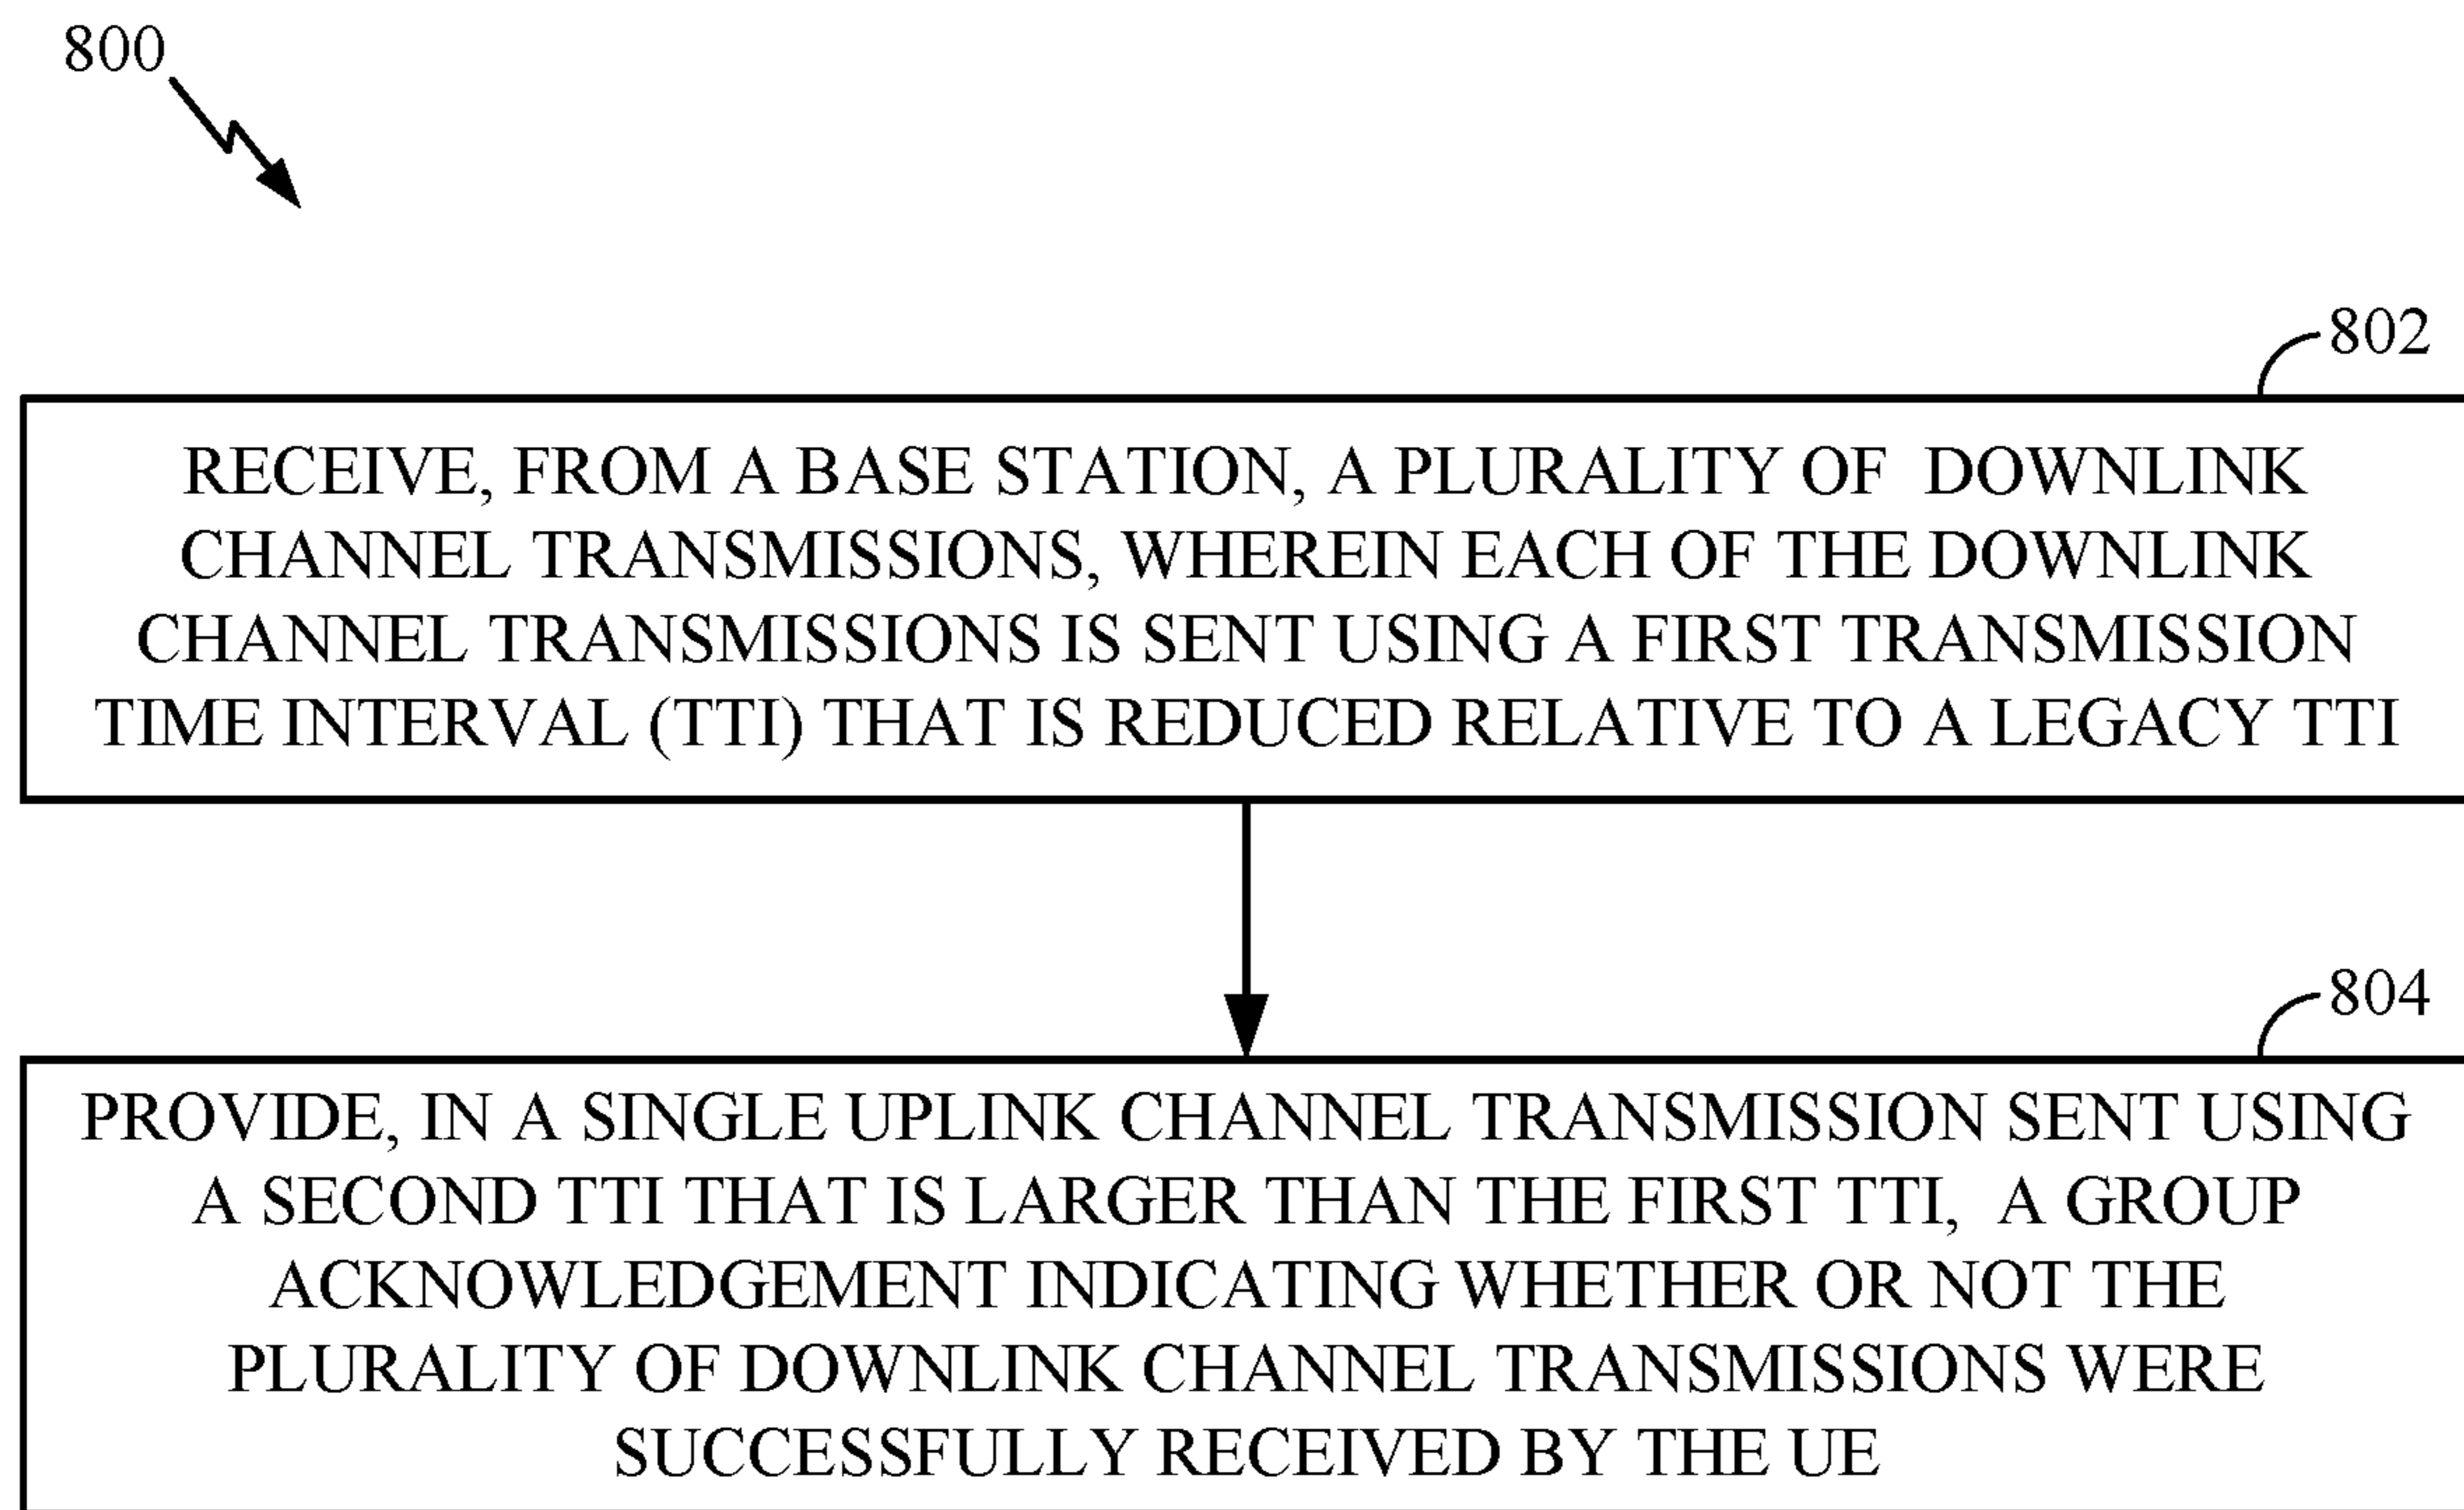 800
802
RECEIVE, FROM A BASE STATION, A PLURALITY OF DOWNLINK
CHANNEL TRANSMISSIONS, WHEREIN EACH OF THE DOWNLINK
CHANNEL TRANSMISSIONS IS SENT USING A FIRST TRANSMISSION
TIME INTERVAL (TTI) THAT IS REDUCED RELATIVE TO A LEGACY TTI
804
PROVIDE, IN A SINGLE UPLINK CHANNEL TRANSMISSION SENT USING
A SECOND TTI THAT IS LARGER THAN THE FIRST TTI, A GROUP
ACKNOWLEDGEMENT INDICATING WHETHER OR NOT THE
PLURALITY OF DOWNLINK CHANNEL TRANSMISSIONS WERE
SUCCESSFULLY RECEIVED BY THE UE